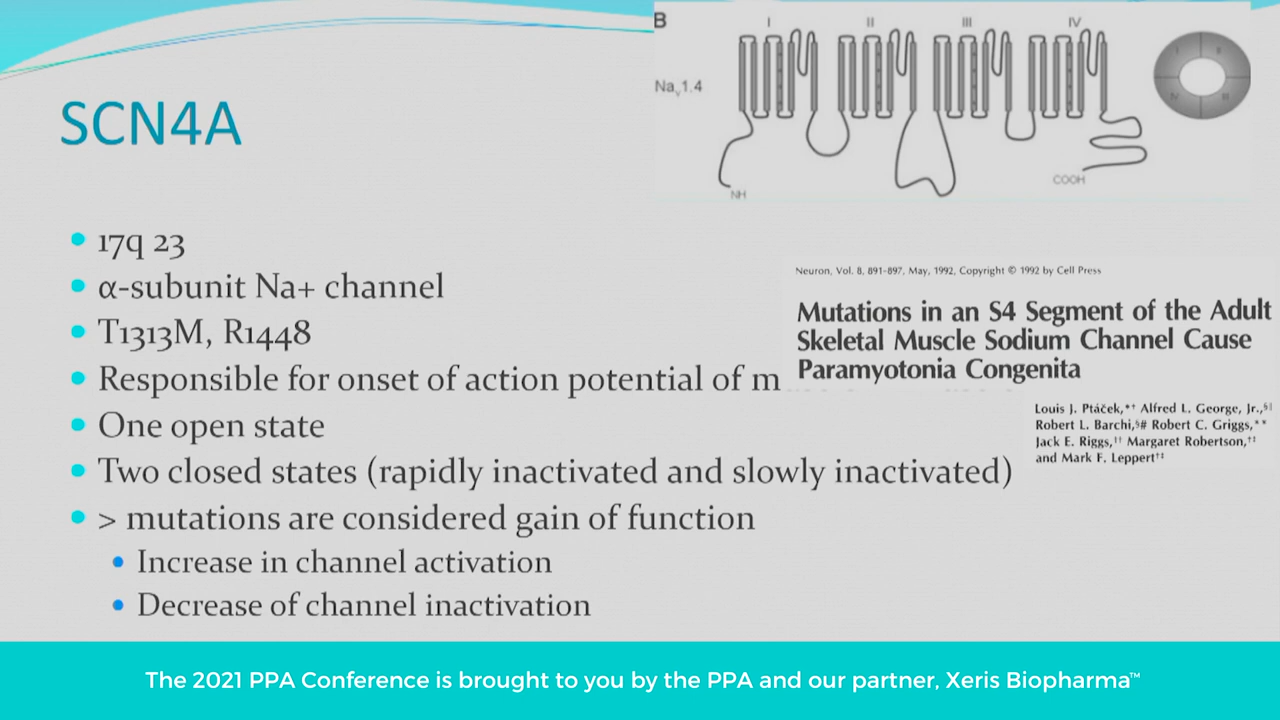 B
I II III IV
Nav1.4
NH
COOH
SCN4A
17q 23
α-subunit Na+ channel
T1313M, R1448
Responsible for onset of action potential of m
One open state
Two closed states (rapidly inactivated and slowly inactivated)
> mutations are considered gain of function
Increase in channel activation
Decrease of channel inactivation
Neuron, Vol. 8, 891-897, May, 1992, Copyright © 1992 by Cell Press
Mutations in an S4 Segment of the Adult
Skeletal Muscle Sodium Channel Cause
Paramyotonia Congenita
Louis J. Ptáček,*† Alfred L. George, Jr.,§‖
Robert L. Barchi,§# Robert C. Griggs,**
Jack E. Riggs,†† Margaret Robertson,†‡
and Mark F. Leppert†‡
The 2021 PPA Conference is brought to you by the PPA and our partner, Xeris Biopharma™